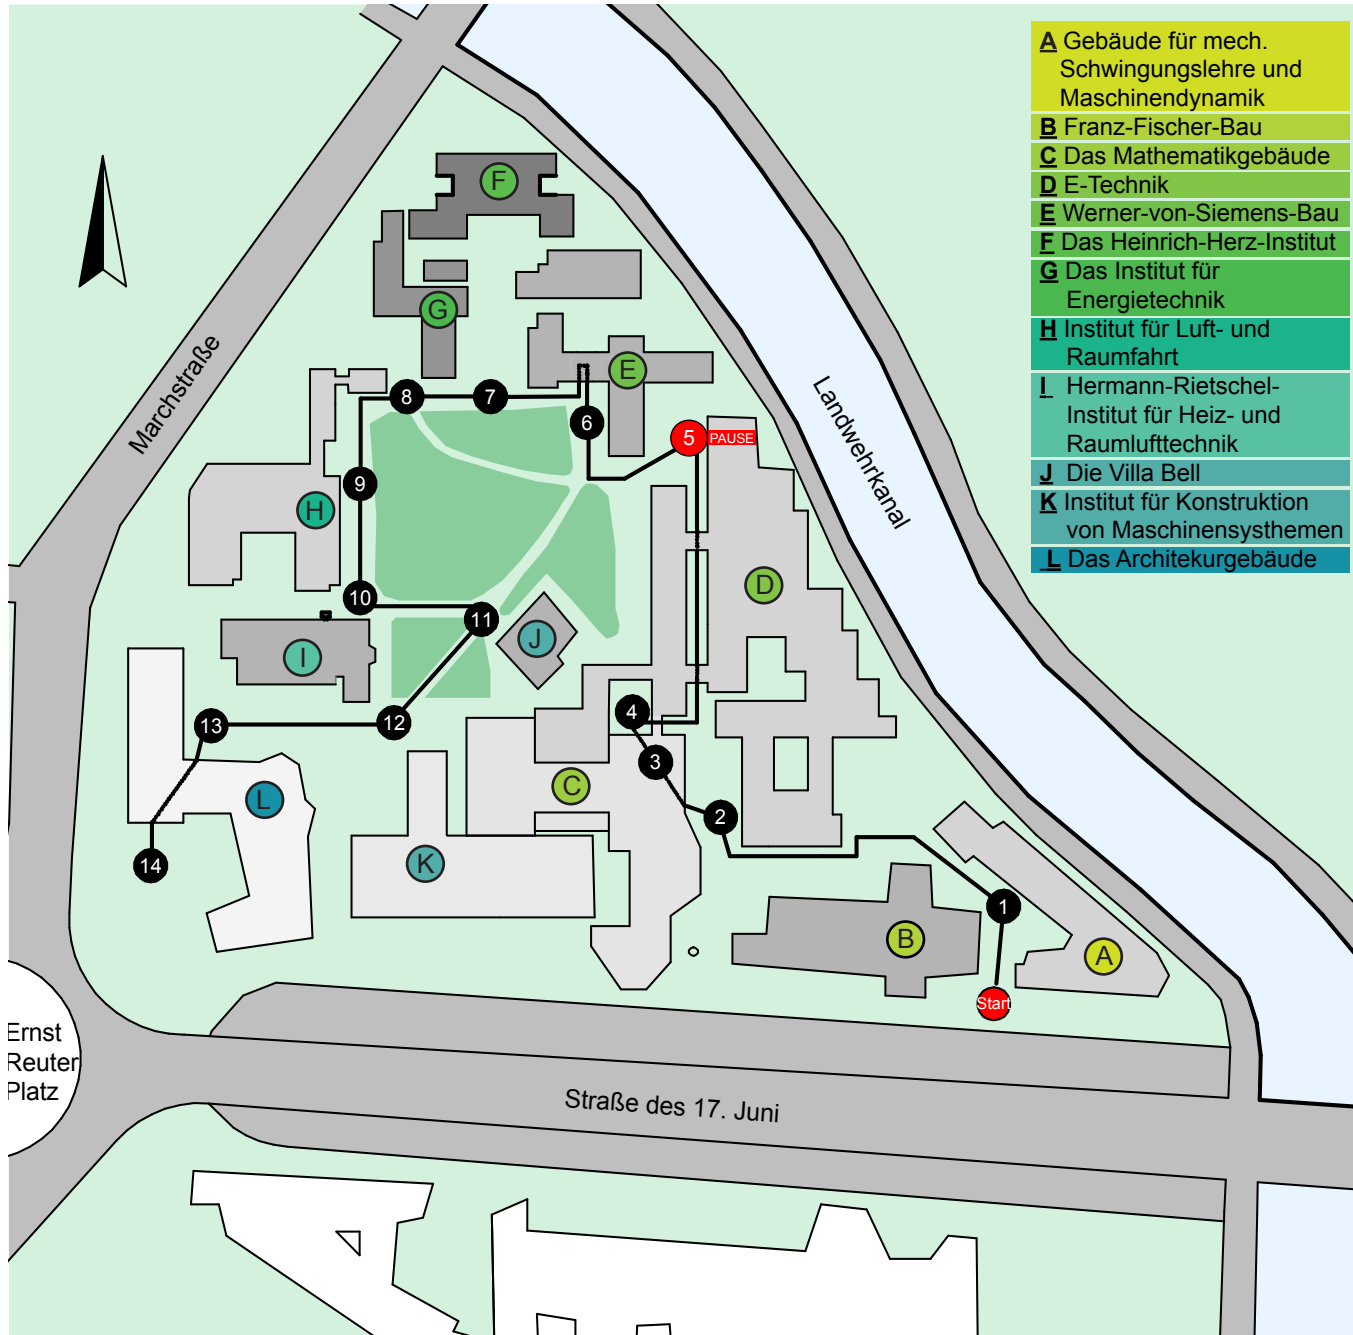 A Gebäude für mech.
Schwingungslehre und
Maschinendynamik
B Franz-Fischer-Bau
C Das Mathematikgebäude
D E-Technik
E Werner-von-Siemens-Bau
F Das Heinrich-Herz-Institut
G Das Institut für
Energietechnik
H Institut für Luft- und
Raumfahrt
I Hermann-Rietschel-
Institut für Heiz- und
Raumlufttechnik
J Die Villa Bell
K Institut für Konstruktion
von Maschinensysthemen
L Das Architekurgebäude
F
G
E
Marchstraße
Landwehrkanal
8
7
6
5
PAUSE
9
H
D
10
11
J
I
4
13
12
3
C
L
2
K
14
1
B
A
Start
Ernst
Reuter
Platz
Straße des 17. Juni